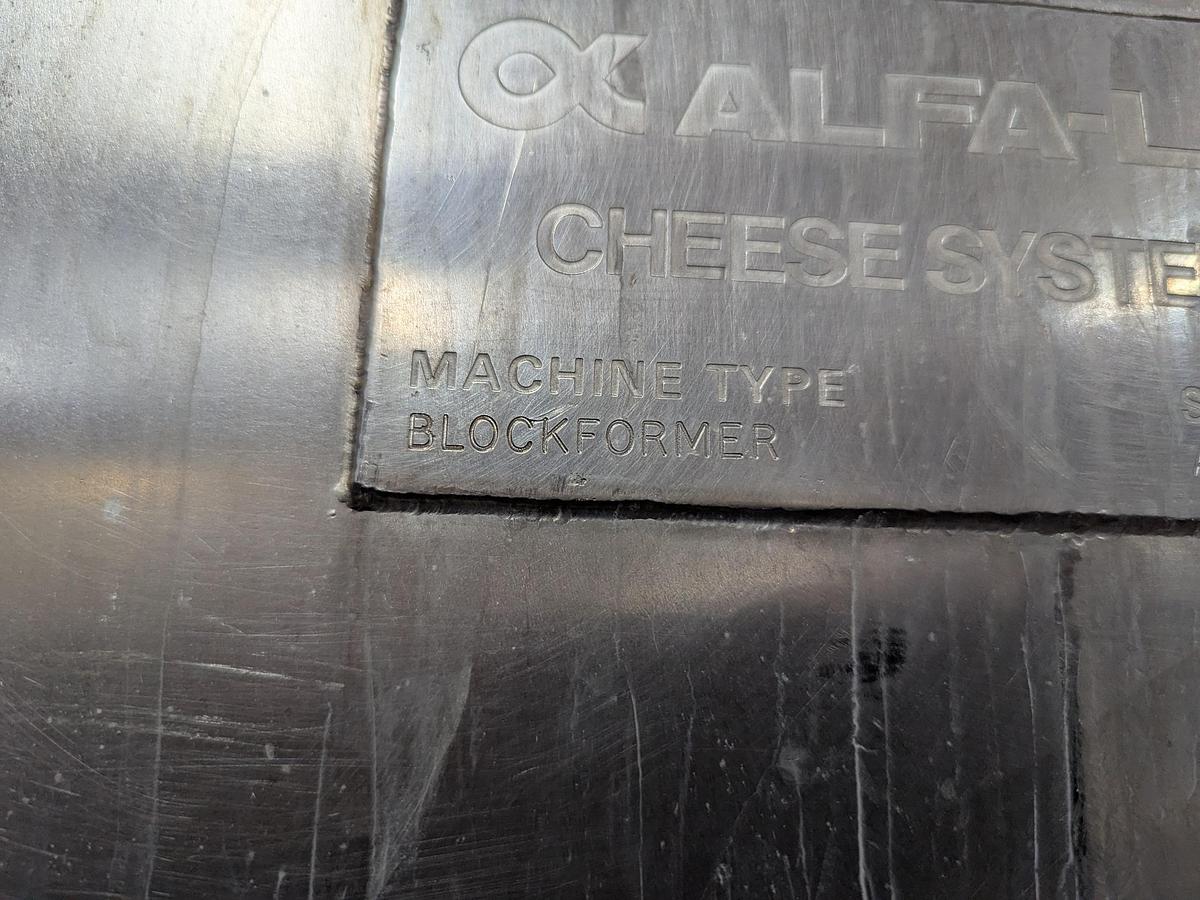 ALFA-L
CHEESE SYSTE
MACHINE TYPE
BLOCKFORMER